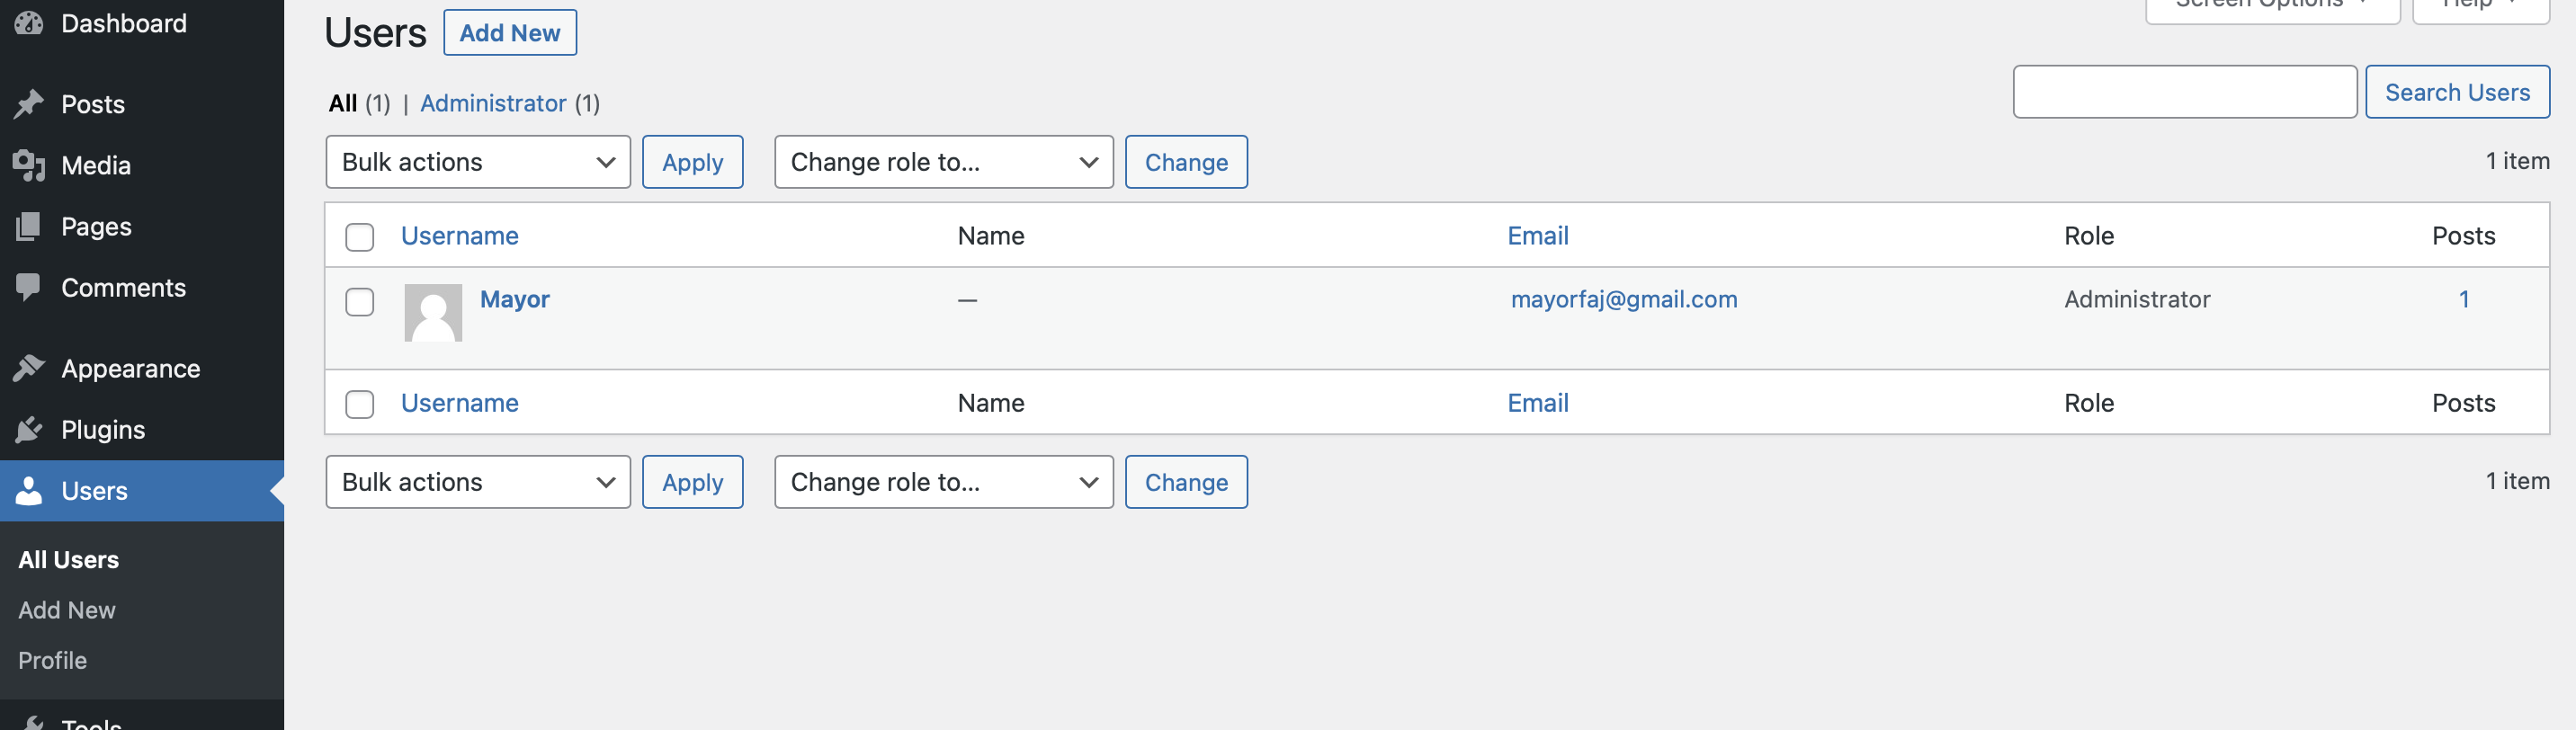 Dashboard
Posts
Media
Pages
Comments
Appearance
Plugins
Users
All Users
Add New
Profile
Tools
Screen Options
Help
Users Add New
All (1) | Administrator (1)
Search Users
Bulk actions Apply Change role to... Change 1 item
Username Name Email Role Posts
Mayor — mayorfaj@gmail.com Administrator 1
Username Name Email Role Posts
Bulk actions Apply Change role to... Change 1 item